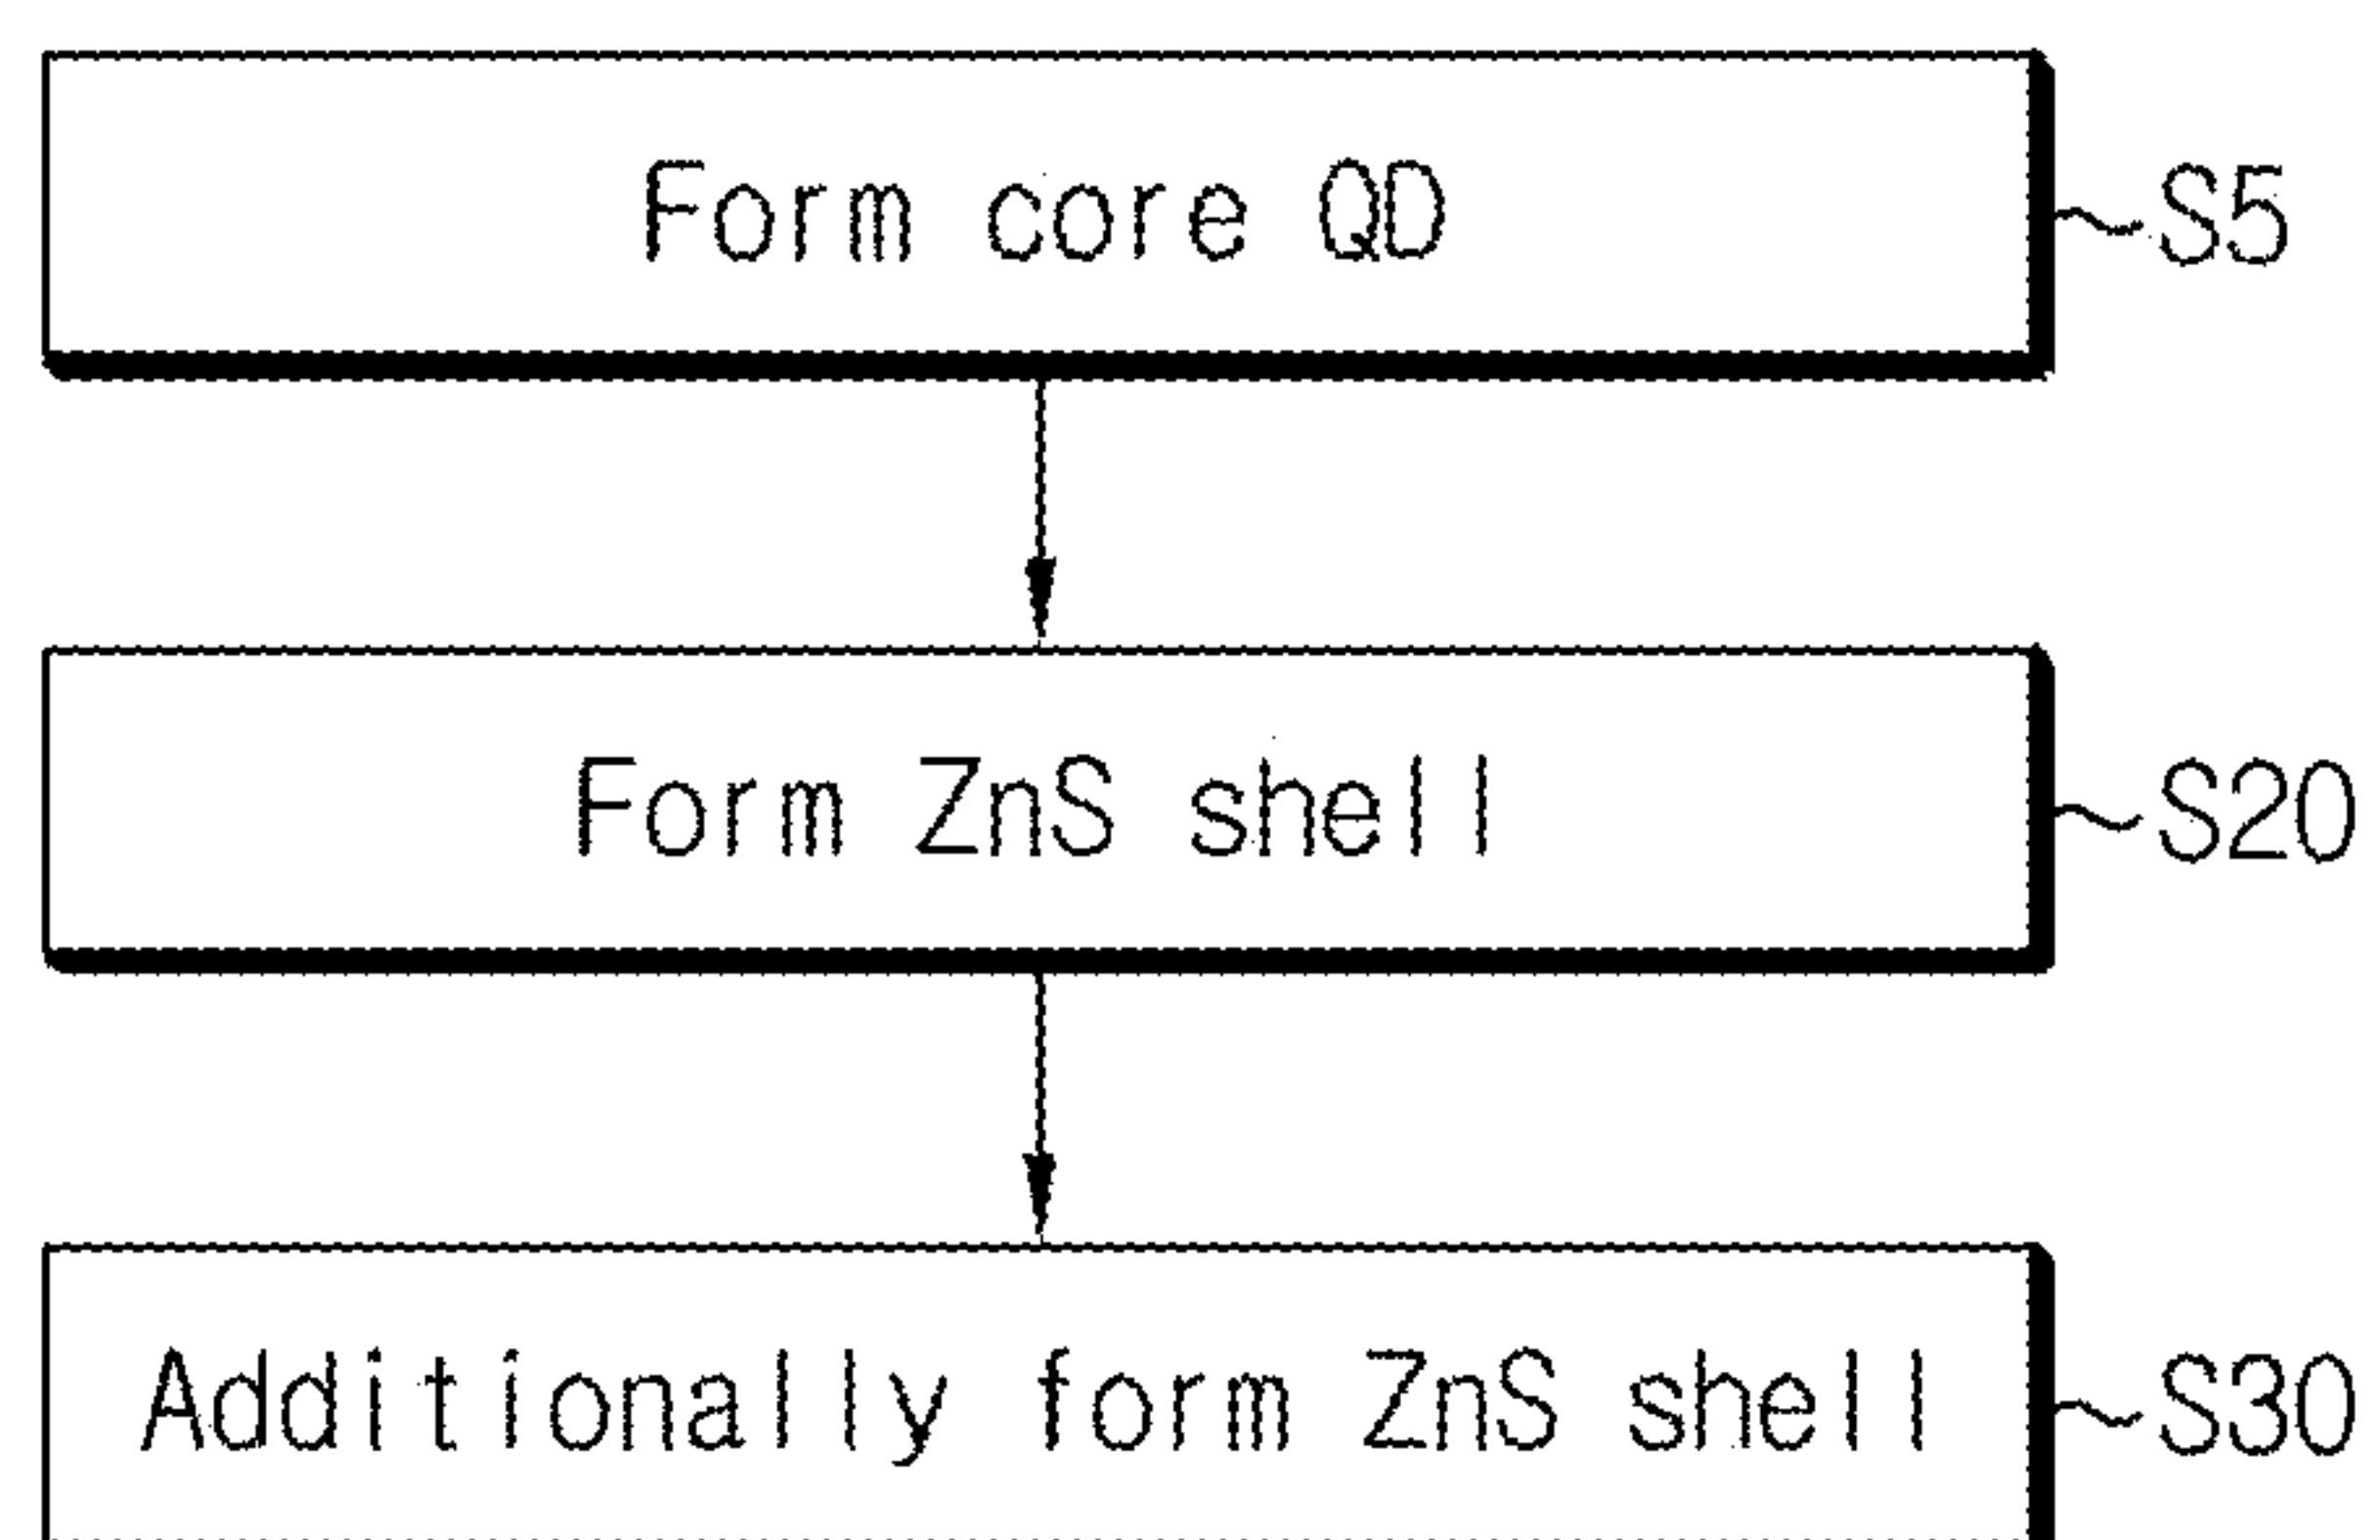 Form core QD
S5
Form ZnS shell
S20
Additionally form ZnS shell
S30